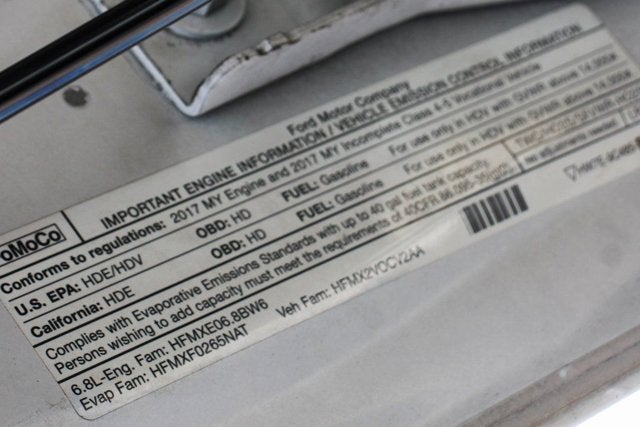 oMoCo
Ford Motor Company
IMPORTANT ENGINE INFORMATION / VEHICLE EMISSION CONTROL INFORMATION
Conforms to regulations: 2017 MY Engine and 2017 MY Incomplete Class 4-5 Vocational Vehicle
U.S. EPA: HDE/HDV OBD: HD FUEL: Gasoline For use only in HDV with GVWR above 14,000#
California: HDE OBD: HD FUEL: Gasoline For use only in HDV with GVWR above 14,000#
Complies with Evaporative Emissions Standards with up to 40 gal fuel tank capacity.
Persons wishing to add capacity must meet the requirements of 40CFR 86.095-35(g)(2)
no adjustments needed
6.8L-Eng. Fam: HFMXE06.8BW6 Veh Fam: HFMX2VOCV2AA
Evap Fam: HFMXF0265NAT